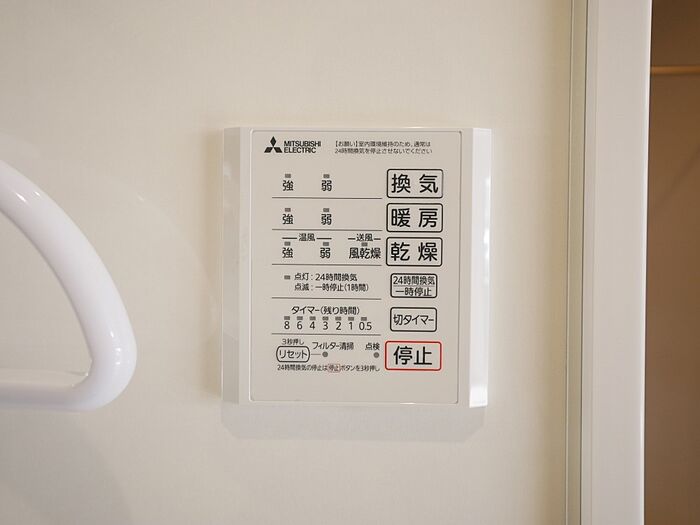 MITSUBISHI
ELECTRIC
【お願い】室内環境維持のため、通常は
24時間換気を停止させないでください
強 弱 換気
強 弱 暖房
温風 送風
強 弱 風乾燥 乾燥
点灯:24時間換気
点滅:一時停止(1時間)
24時間換気
一時停止
タイマー(残り時間)
8 6 4 3 2 1 0.5
切タイマー
3秒押し
リセット フィルター清掃 点検
停止
24時間換気の停止は停止ボタンを3秒押し